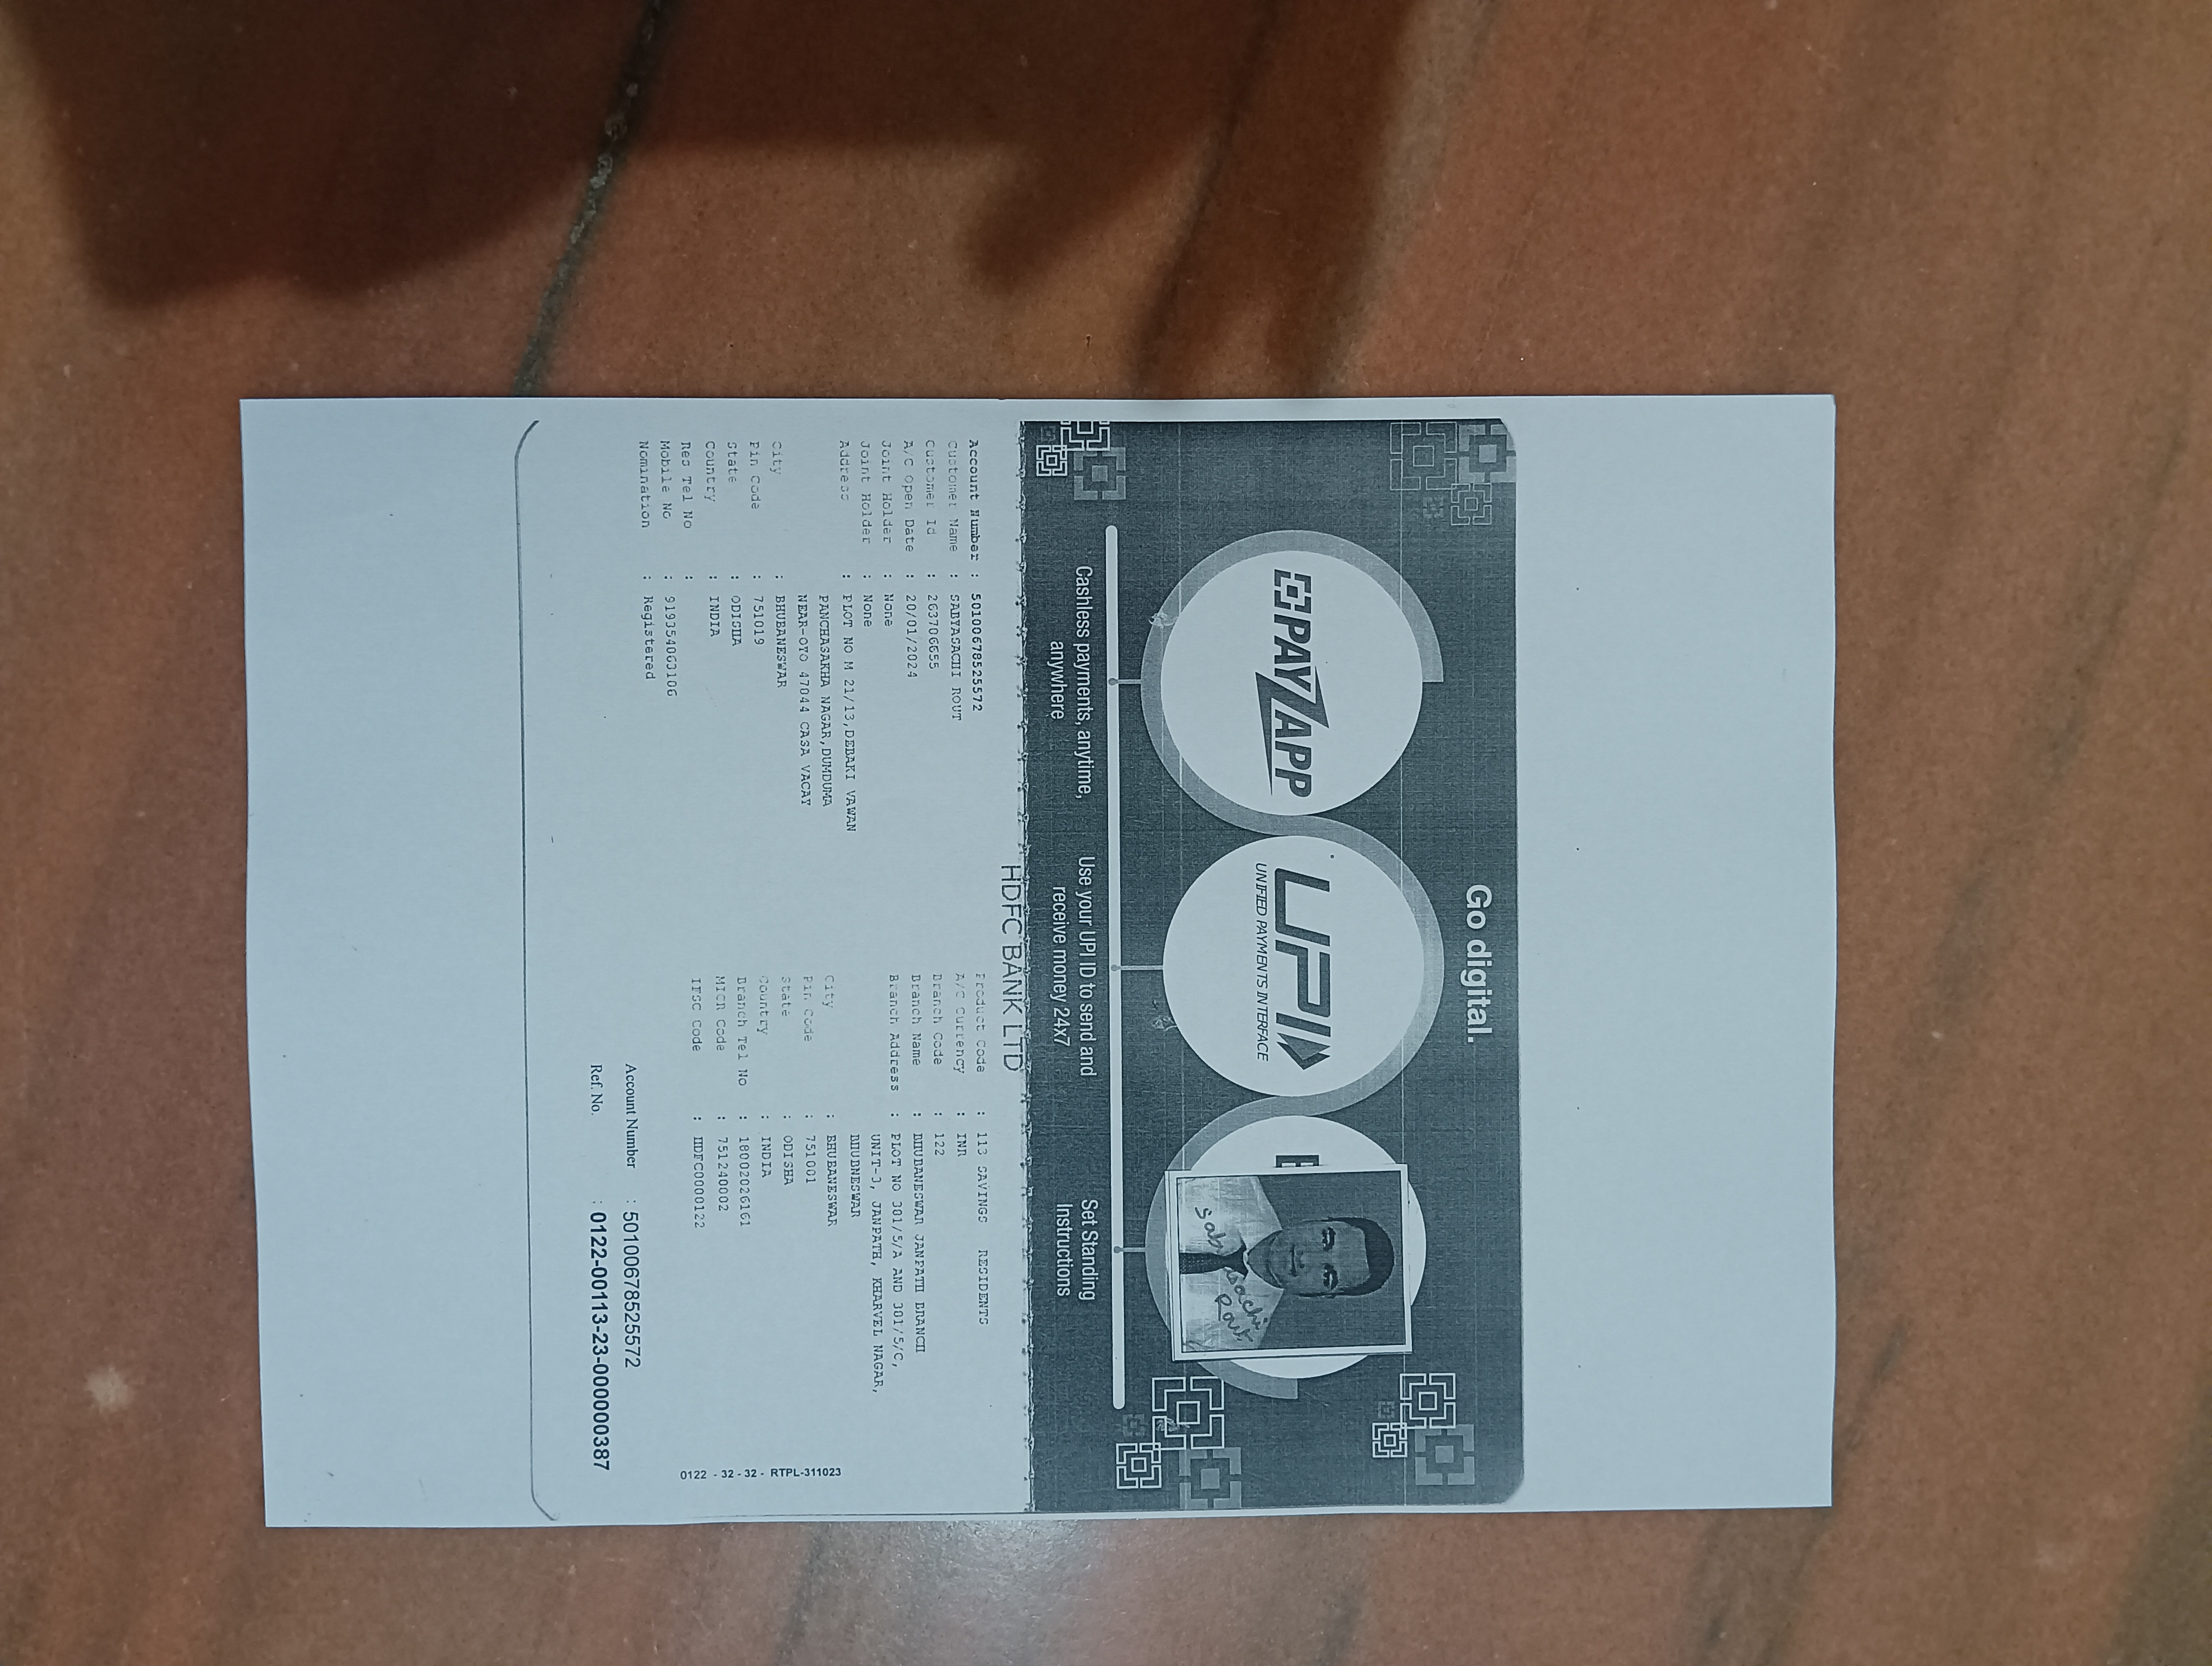 Go digital.
PAYZAPP
UPI
UNIFIED PAYMENTS INTERFACE
Cashless payments, anytime,
anywhere
Use your UPI ID to send and
receive money 24x7
Set Standing
Instructions
Sabyasachi
Rout
HDFC BANK LTD
Account Number : 50100678525572
Customer Name : SABYASACHI ROUT
Customer Id : 263706655
A/C Open Date : 20/01/2024
Joint Holder : None
Joint Holder : None
Address : PLOT NO M 21/13,DEBAKI VAWAN
PANCHASAKHA NAGAR,DUMDUMA
NEAR-OYO 47044 CASA VACAY
City : BHUBANESWAR
Pin Code : 751019
State : ODISHA
Country : INDIA
Res Tel No :
Mobile No : 919354063106
Nomination : Registered
Product Code : 113 SAVINGS RESIDENTS
A/C Currency : INR
Branch Code : 122
Branch Name : BHUBANESWAR JANPATH BRANCH
Branch Address : PLOT NO 301/5/A AND 301/5/C,
UNIT-3, JANPATH, KHARVEL NAGAR,
BHUBNESWAR
City : BHUBANESWAR
Pin Code : 751001
State : ODISHA
Country : INDIA
Branch Tel No : 18002026161
MICR Code : 751240002
IFSC Code : HDFC0000122
Account Number : 50100678525572
Ref. No. : 0122-00113-23-0000000387
0122 - 32 - 32 - RTPL-311023